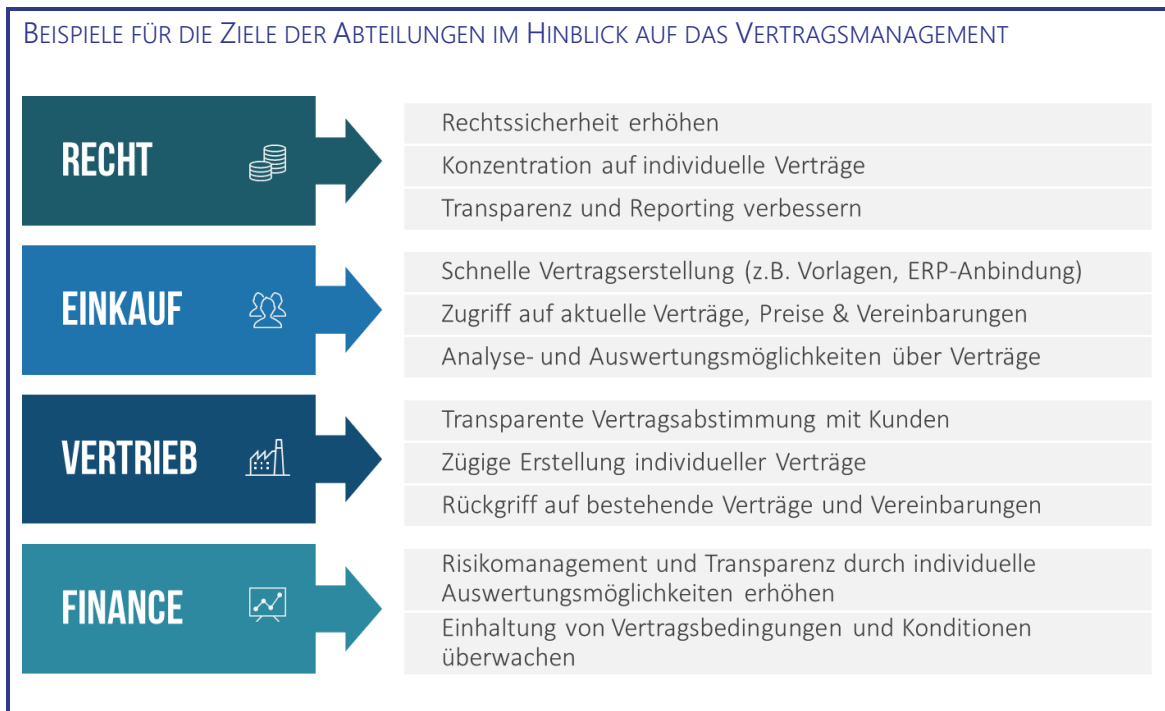 BEISPIELE FÜR DIE ZIELE DER ABTEILUNGEN IM HINBLICK AUF DAS VERTRAGSMANAGEMENT
RECHT
Rechtssicherheit erhöhen
Konzentration auf individuelle Verträge
Transparenz und Reporting verbessern
EINKAUF
Schnelle Vertragserstellung (z.B. Vorlagen, ERP-Anbindung)
Zugriff auf aktuelle Verträge, Preise & Vereinbarungen
Analyse- und Auswertungsmöglichkeiten über Verträge
VERTRIEB
Transparente Vertragsabstimmung mit Kunden
Zügige Erstellung individueller Verträge
Rückgriff auf bestehende Verträge und Vereinbarungen
FINANCE
Risikomanagement und Transparenz durch individuelle
Auswertungsmöglichkeiten erhöhen
Einhaltung von Vertragsbedingungen und Konditionen
überwachen